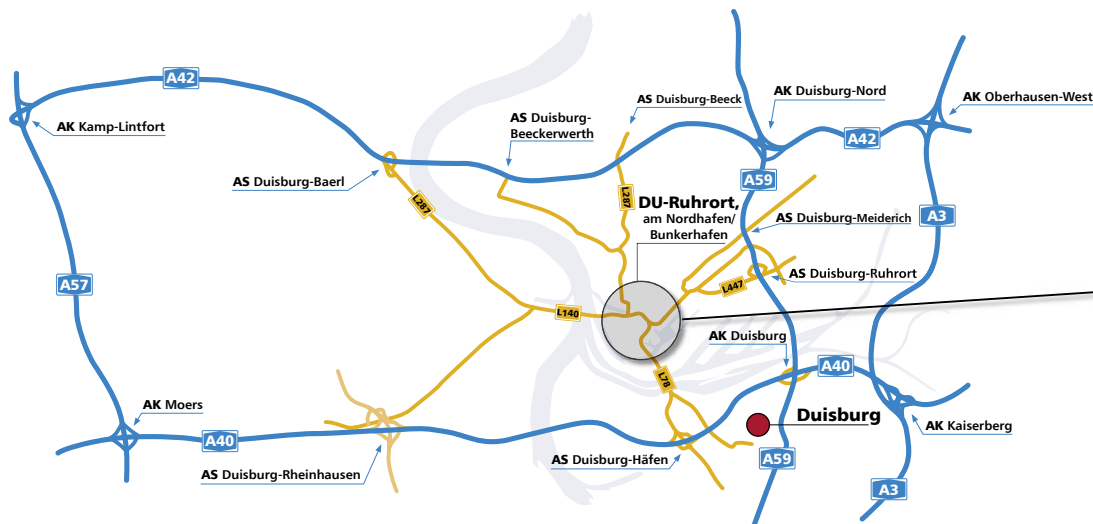 A42
AK Kamp-Lintfort
AS Duisburg-
Beeckerwerth
AS Duisburg-Beeck
AK Duisburg-Nord
AK Oberhausen-West
A42
AS Duisburg-Baerl
L287
L287
A59
DU-Ruhrort,
am Nordhafen/
Bunkerhafen
AS Duisburg-Meiderich
A3
A57
AS Duisburg-Ruhrort
L447
L140
AK Duisburg
A40
L78
AK Moers
A40
Duisburg
AK Kaiserberg
AS Duisburg-Rheinhausen
AS Duisburg-Häfen
A59
A3